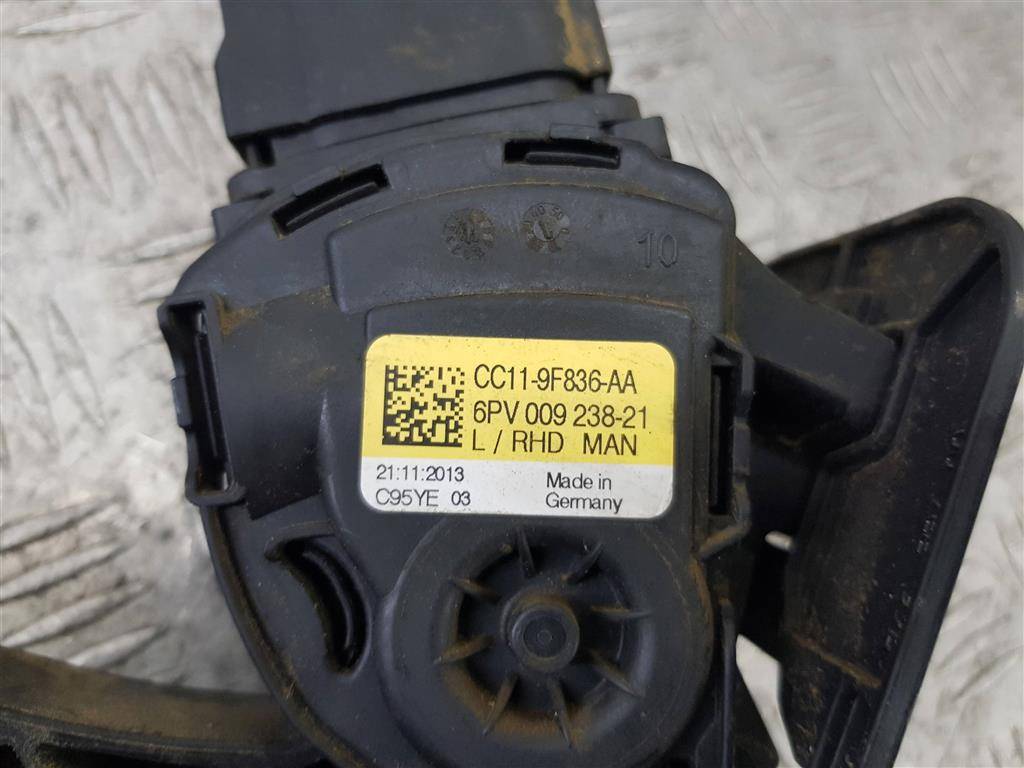 10
CC11-9F836-AA
6PV 009 238-21
L / RHD MAN
21:11:2013
C95YE 03
Made in
Germany